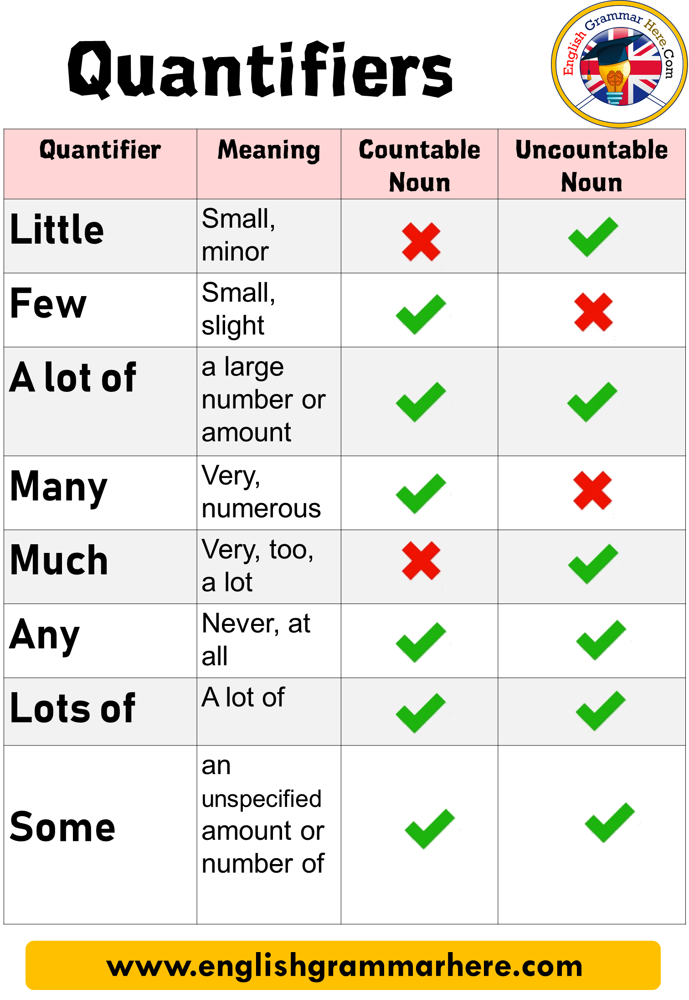 English Grammar Here.Com
Quantifiers
Quantifier Meaning Countable Uncountable
Noun Noun
Little Small,
minor
Few Small,
slight
A lot of a large
number or
amount
Many Very,
numerous
Much Very, too,
a lot
Any Never, at
all
Lots of A lot of
an
unspecified
Some amount or
number of
www.englishgrammarhere.com